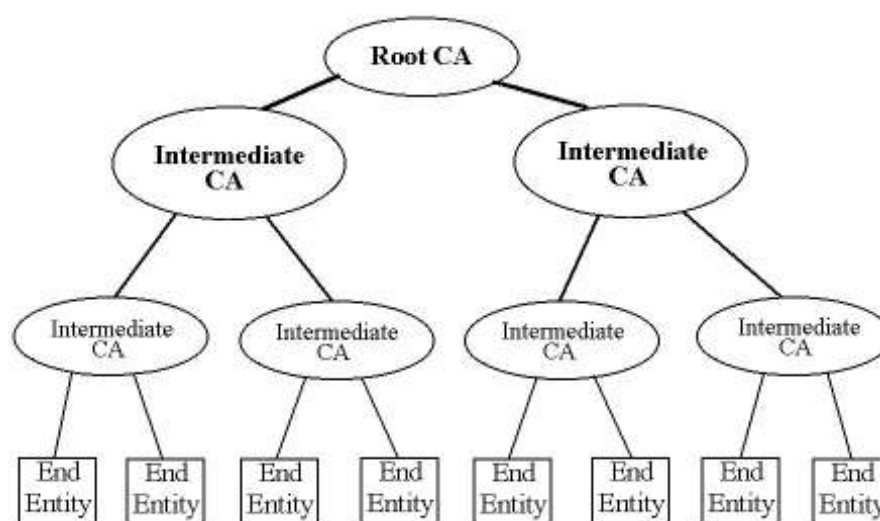 Root CA
Intermediate
CA
Intermediate
CA
Intermediate
CA
Intermediate
CA
Intermediate
CA
Intermediate
CA
End
Entity
End
Entity
End
Entity
End
Entity
End
Entity
End
Entity
End
Entity
End
Entity